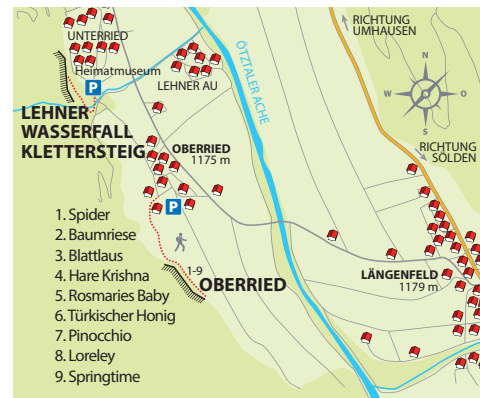 RICHTUNG
UMHAUSEN
UNTERRIED
Heimatmuseum
P
LEHNER AU
ÖTZTALER ACHE
N
W
O
S
LEHNER
WASSERFALL
KLETTERSTEIG
OBERRIED
1175 m
RICHTUNG
SÖLDEN
P
1. Spider
2. Baumriese
3. Blattlaus
4. Hare Krishna
5. Rosmaries Baby
6. Türkischer Honig
7. Pinocchio
8. Loreley
9. Springtime
1-9
OBERRIED
LÄNGENFELD
1179 m